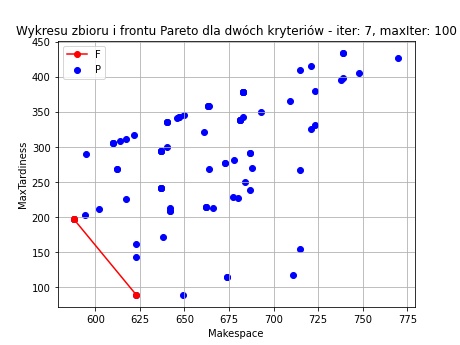 Wykresu zbioru i frontu Pareto dla dwóch kryteriów - iter: 7, maxIter: 100
F
P
450
400
350
300
250
200
150
100
MaxTardiness
600 625 650 675 700 725 750 775
Makespace